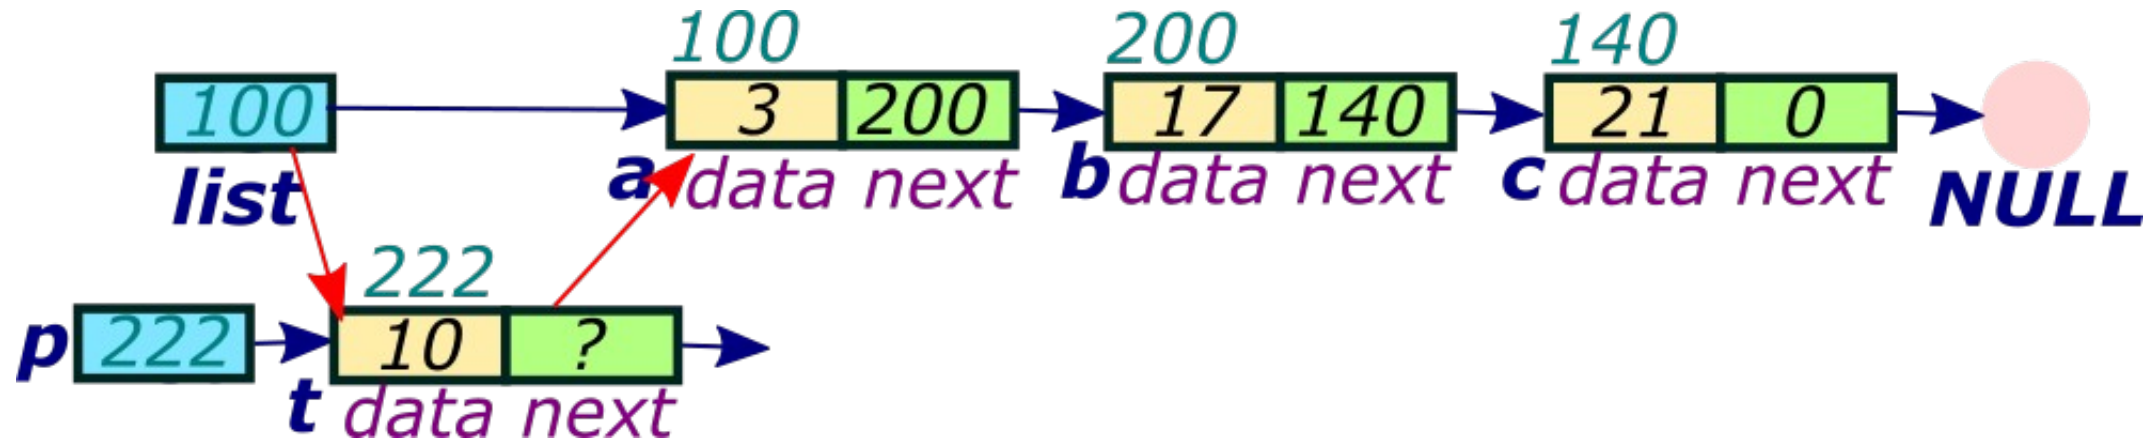 100 200 140
100 3 200 17 140 21 0
list a data next b data next c data next NULL
222
p 222 10 ?
t data next